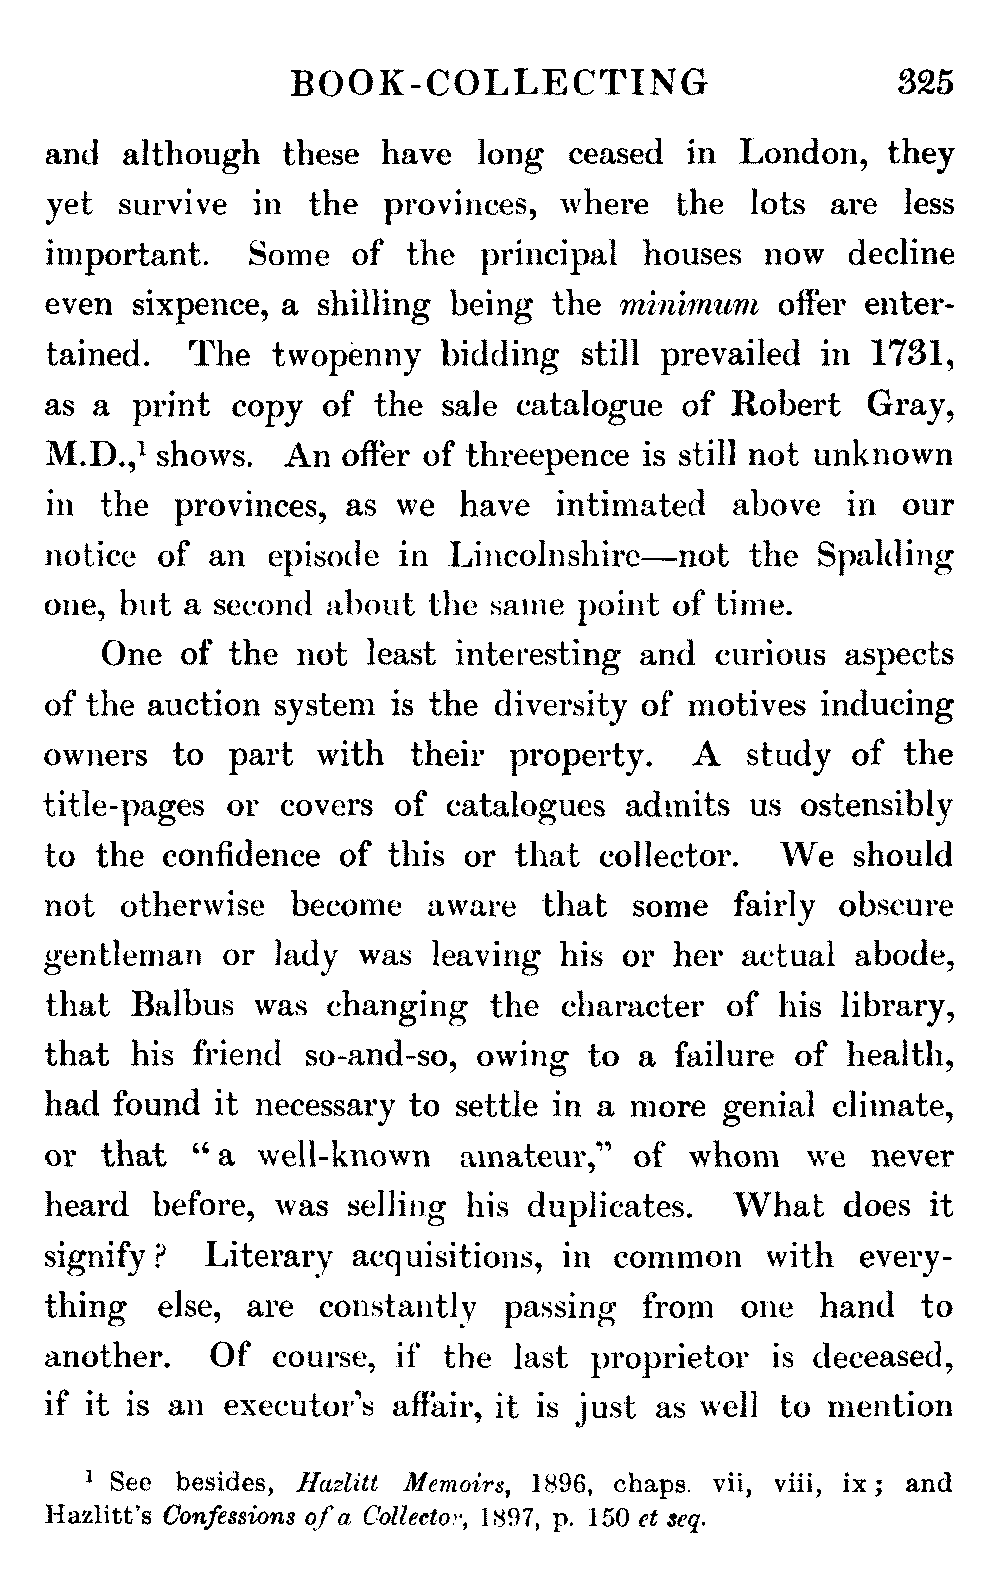 BOOK-COLLECTING 325
and although these have long ceased in London, they
yet survive in the provinces, where the lots are less
important. Some of the principal houses now decline
even sixpence, a shilling being the minimum offer enter-
tained. The twopenny bidding still prevailed in 1731,
as a print copy of the sale catalogue of Robert Gray,
M.D.,¹ shows. An offer of threepence is still not unknown
in the provinces, as we have intimated above in our
notice of an episode in Lincolnshire—not the Spalding
one, but a second about the same point of time.
One of the not least interesting and curious aspects
of the auction system is the diversity of motives inducing
owners to part with their property. A study of the
title-pages or covers of catalogues admits us ostensibly
to the confidence of this or that collector. We should
not otherwise become aware that some fairly obscure
gentleman or lady was leaving his or her actual abode,
that Balbus was changing the character of his library,
that his friend so-and-so, owing to a failure of health,
had found it necessary to settle in a more genial climate,
or that “a well-known amateur,” of whom we never
heard before, was selling his duplicates. What does it
signify? Literary acquisitions, in common with every-
thing else, are constantly passing from one hand to
another. Of course, if the last proprietor is deceased,
if it is an executor's affair, it is just as well to mention
¹ See besides, Hazlitt Memoirs, 1896, chaps. vii, viii, ix; and
Hazlitt's Confessions of a Collector, 1897, p. 150 et seq.